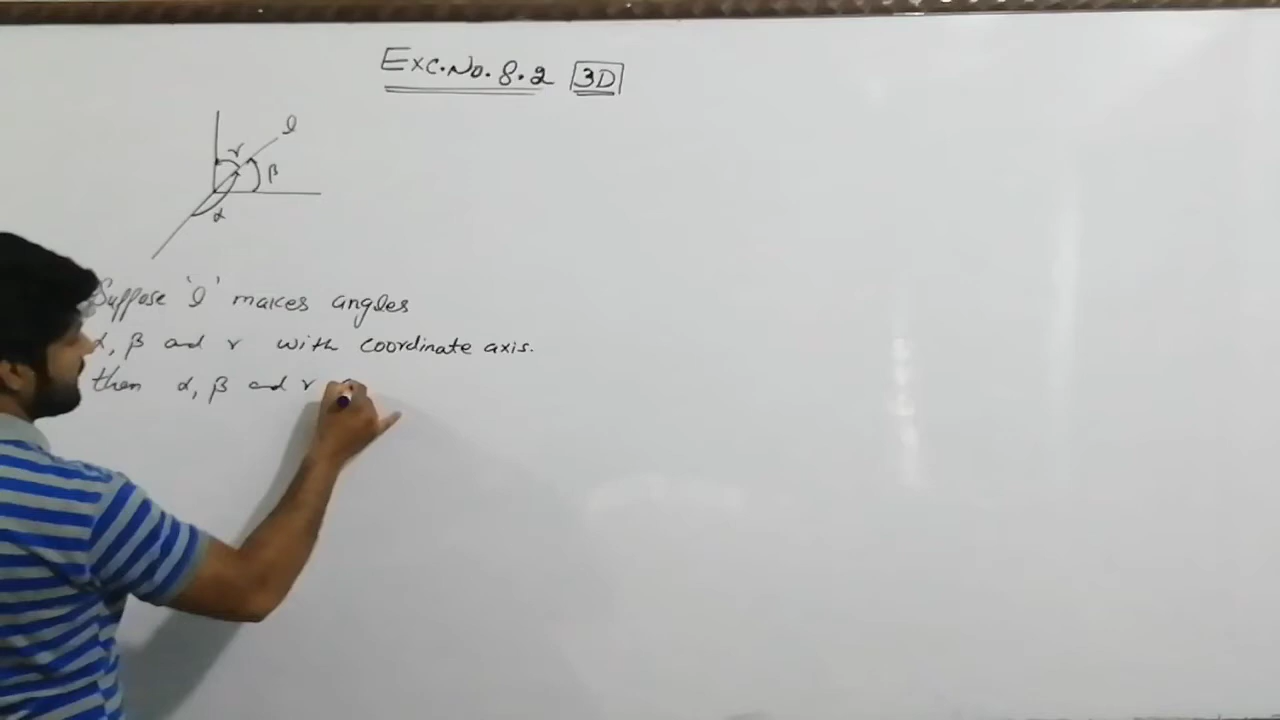 Exc.No.8.2 3D
l
γ
β
α
Suppose 'l' makes angles
α, β and γ with coordinate axis.
then α, β and γ